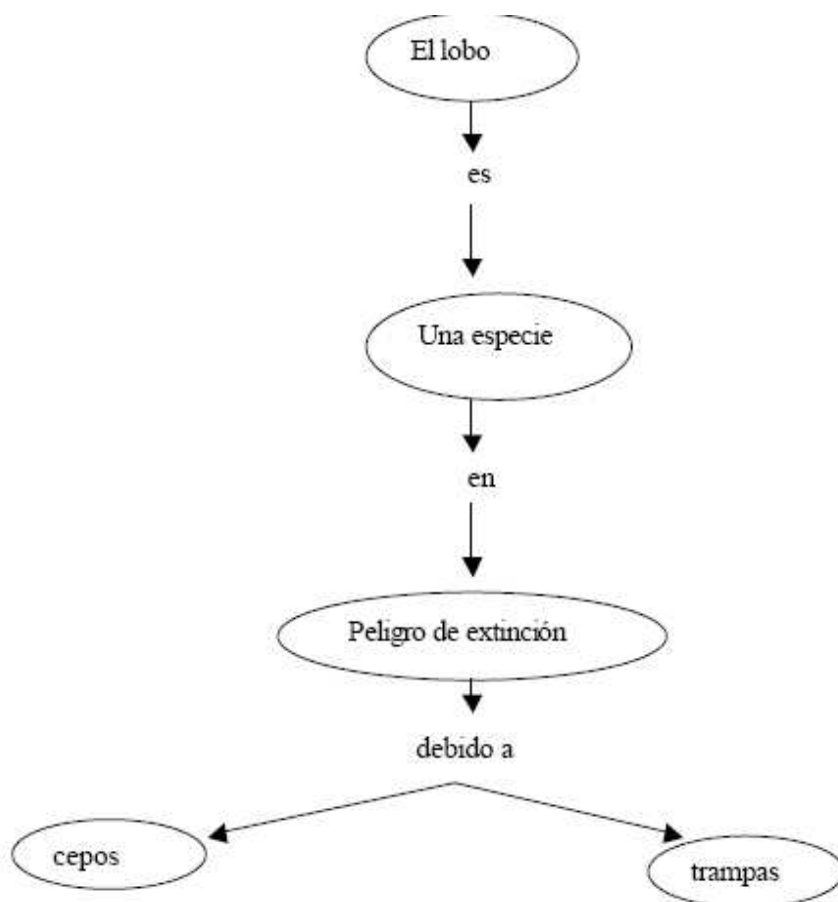 El lobo
es
Una especie
en
Peligro de extinción
debido a
cepos
trampas